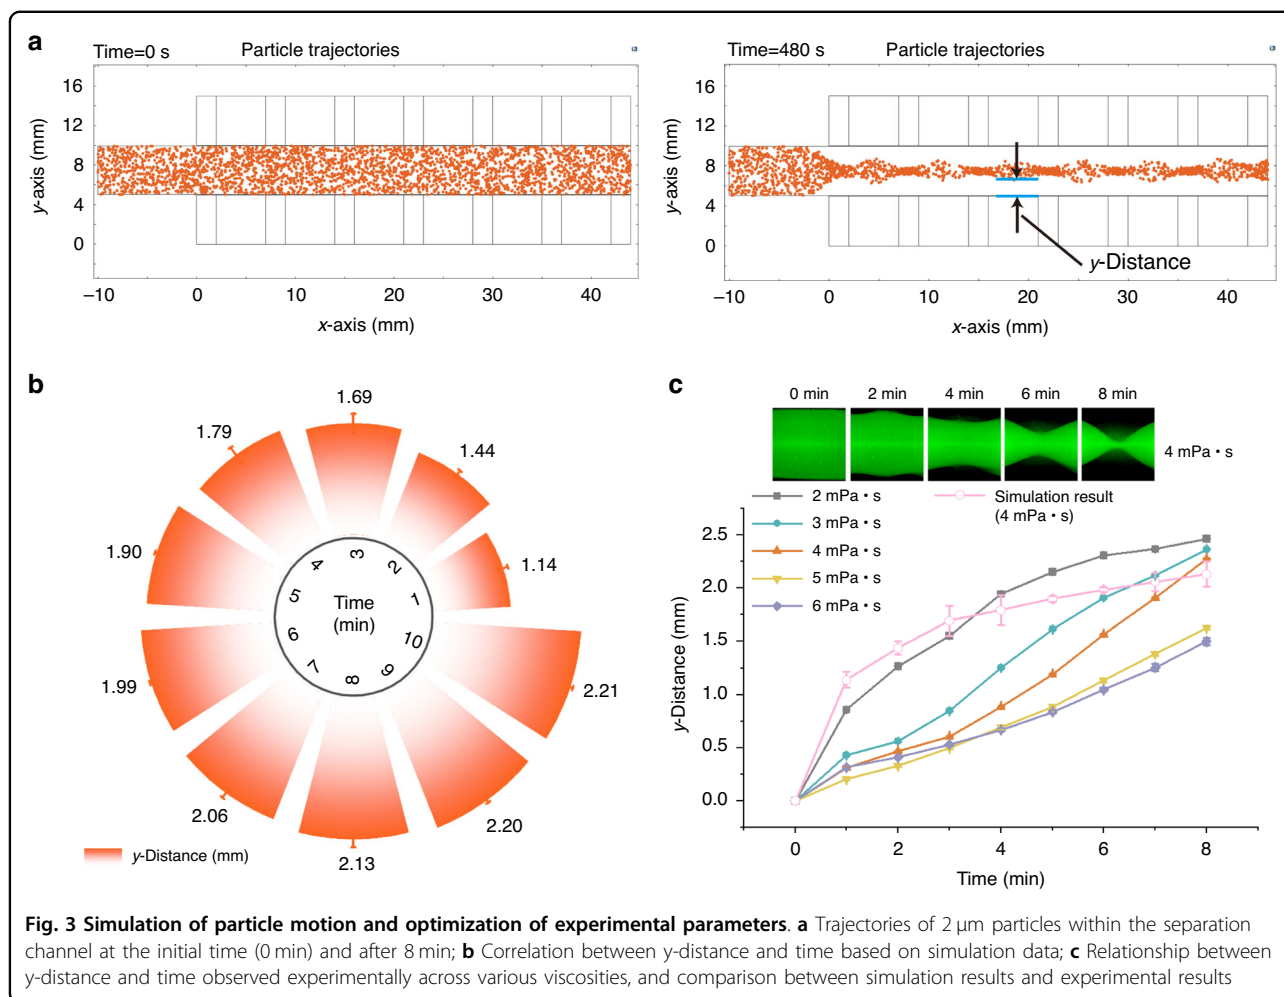 a
Time=0 s
Particle trajectories
16
12
8
4
0
y-axis (mm)
–10
0
10
20
30
40
x-axis (mm)
Time=480 s
Particle trajectories
16
12
8
4
0
y-axis (mm)
y-Distance
–10
0
10
20
30
40
x-axis (mm)
b
1.69
1.44
1.14
2.21
2.20
2.13
2.06
1.99
1.90
1.79
Time
(min)
1
2
3
4
5
6
7
8
9
10
y-Distance (mm)
c
0 min
2 min
4 min
6 min
8 min
4 mPa • s
2 mPa • s
3 mPa • s
4 mPa • s
5 mPa • s
6 mPa • s
Simulation result
(4 mPa • s)
2.5
2.0
1.5
1.0
0.5
0.0
y-Distance (mm)
0
2
4
6
8
Time (min)
Fig. 3 Simulation of particle motion and optimization of experimental parameters. a Trajectories of 2 μm particles within the separation
channel at the initial time (0 min) and after 8 min; b Correlation between y-distance and time based on simulation data; c Relationship between
y-distance and time observed experimentally across various viscosities, and comparison between simulation results and experimental results